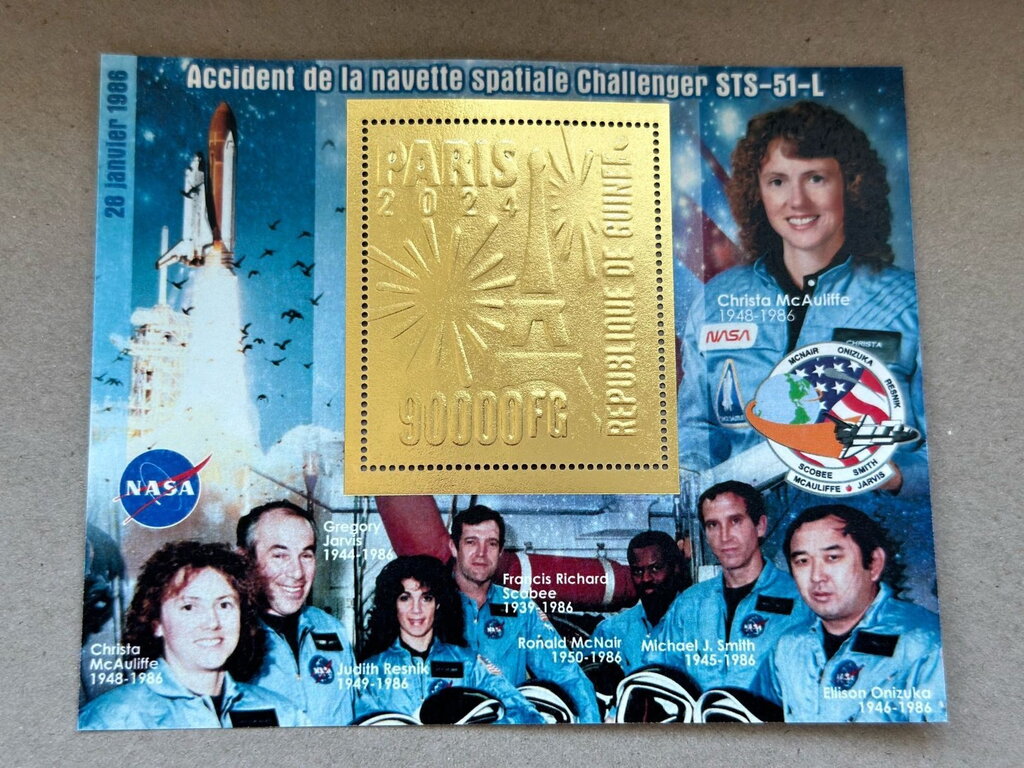 Accident de la navette spatiale Challenger STS-51-L
28 janvier 1986
PARIS
2024
REPUBLIQUE DE GUINEE
90000FG
Christa McAuliffe
1948-1986
NASA
CHRISTA
MCNAIR ONIZUKA RESNIK
SCOBEE SMITH
MCAULIFFE JARVIS
NASA
Gregory
Jarvis
1944-1986
Francis Richard
Scobee
1939-1986
Christa
McAuliffe
1948-1986
Judith Resnik
1949-1986
Ronald McNair
1950-1986
Michael J. Smith
1945-1986
Ellison Onizuka
1946-1986